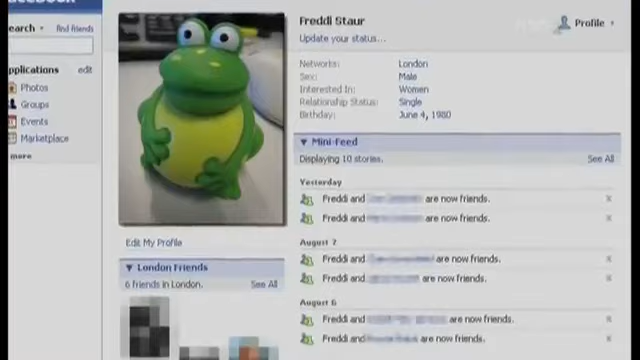 Freddi Staur
Update your status...
Profile
earch
find friends
pplications
edit
Photos
Groups
Events
Marketplace
more
Networks: London
Sex: Male
Interested In: Women
Relationship Status: Single
Birthday: June 4, 1980
Mini-Feed
Displaying 10 stories.
See All
Yesterday
Freddi and are now friends.
Freddi and are now friends.
August 7
Freddi and are now friends.
Freddi and are now friends.
August 6
Freddi and are now friends.
Freddi and are now friends.
Edit My Profile
London Friends
6 friends in London.
See All